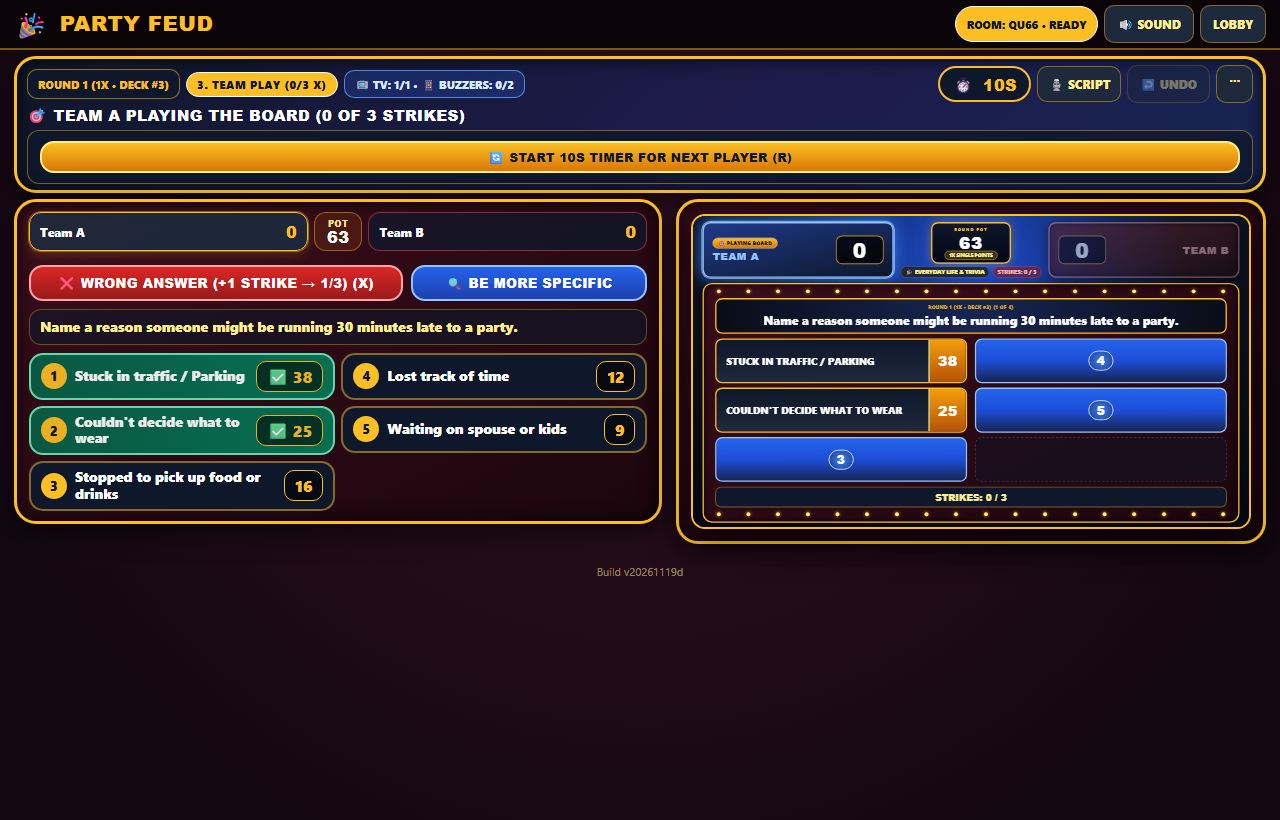 PARTY FEUD
ROOM: QU66 • READY
SOUND
LOBBY
ROUND 1 (1X • DECK #3)
3. TEAM PLAY (0/3 X)
TV: 1/1 • BUZZERS: 0/2
10S
SCRIPT
UNDO
...
TEAM A PLAYING THE BOARD (0 OF 3 STRIKES)
START 10S TIMER FOR NEXT PLAYER (R)
Team A 0
POT
63
Team B 0
WRONG ANSWER (+1 STRIKE → 1/3) (X)
BE MORE SPECIFIC
Name a reason someone might be running 30 minutes late to a party.
1 Stuck in traffic / Parking 38
4 Lost track of time 12
2 Couldn't decide what to
wear 25
5 Waiting on spouse or kids 9
3 Stopped to pick up food or
drinks 16
PLAYING BOARD
TEAM A
0
ROUND POT
63
1X SINGLE POINTS
EVERYDAY LIFE & TRIVIA
STRIKES: 0 / 3
0
TEAM B
ROUND 1 (1X • DECK #3) (1 OF 4)
Name a reason someone might be running 30 minutes late to a party.
STUCK IN TRAFFIC / PARKING 38
4
COULDN'T DECIDE WHAT TO WEAR 25
5
3
STRIKES: 0 / 3
Build v20261119d